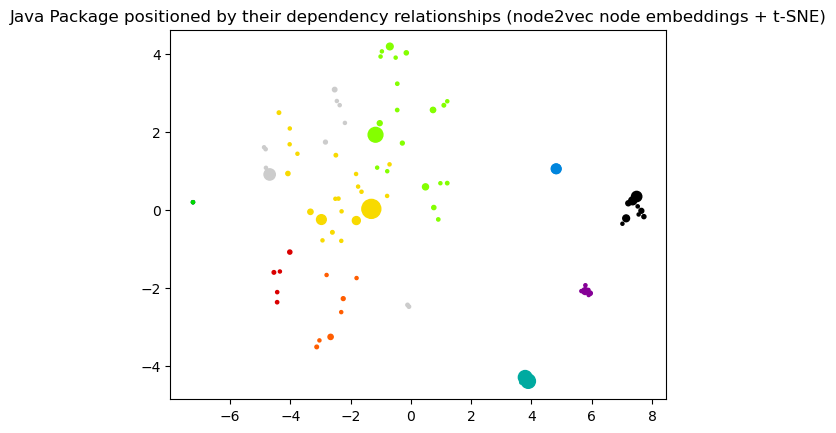 Java Package positioned by their dependency relationships (node2vec node embeddings + t-SNE)
4
2
0
−2
−4
−6 −4 −2 0 2 4 6 8